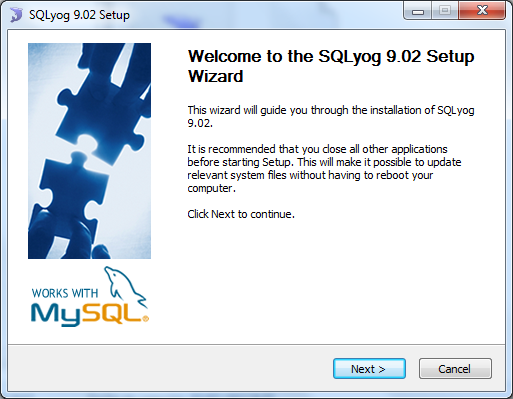 SQLyog 9.02 Setup
Welcome to the SQLyog 9.02 Setup
Wizard
This wizard will guide you through the installation of SQLyog
9.02.
It is recommended that you close all other applications
before starting Setup. This will make it possible to update
relevant system files without having to reboot your
computer.
Click Next to continue.
WORKS WITH
MySQL®
Next >
Cancel